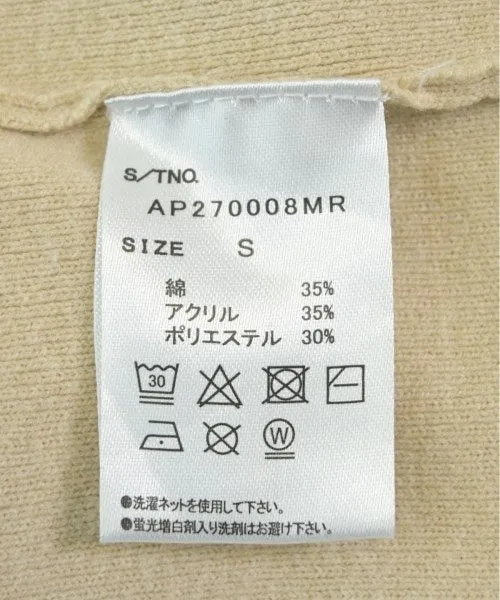 S/TNO.
AP270008MR
SIZE S
綿 35%
アクリル 35%
ポリエステル 30%
30
W
●洗濯ネットを使用して下さい。
●蛍光増白剤入り洗剤はお避け下さい。